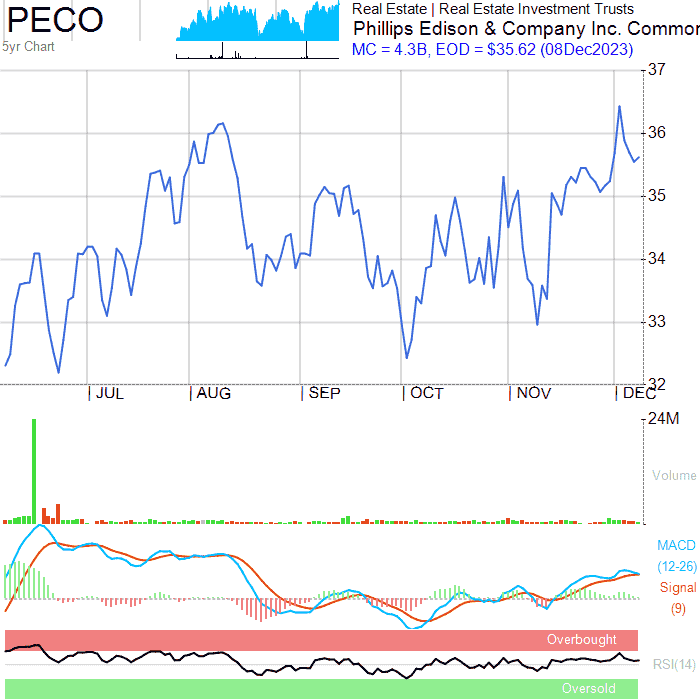 PECO
5yr Chart
Real Estate | Real Estate Investment Trusts
Phillips Edison & Company Inc. Common
MC = 4.3B, EOD = $35.62 (08Dec2023)
37
36
35
34
33
32
JUL AUG SEP OCT NOV DEC
24M
Volume
MACD
(12-26)
Signal
(9)
Overbought
RSI(14)
Oversold